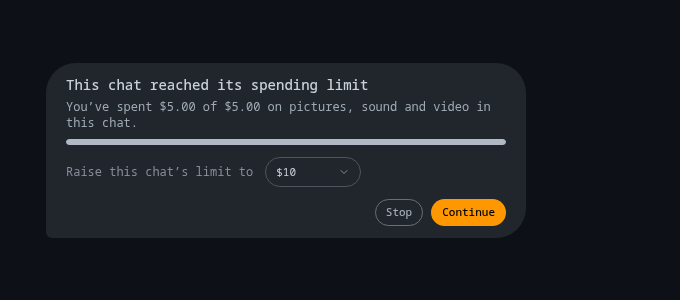 This chat reached its spending limit
You’ve spent $5.00 of $5.00 on pictures, sound and video in
this chat.
Raise this chat’s limit to $10
Stop Continue